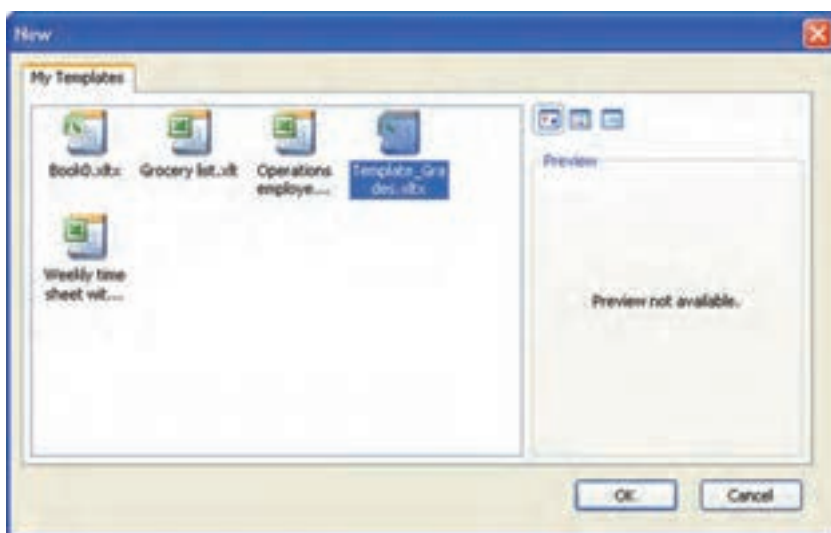 New
My Templates
Book0.xltx
Grocery list.xlt
Operations
employe....
Template_Gra
des.xltx
Weekly time
sheet wit....
Preview
Preview not available.
OK
Cancel